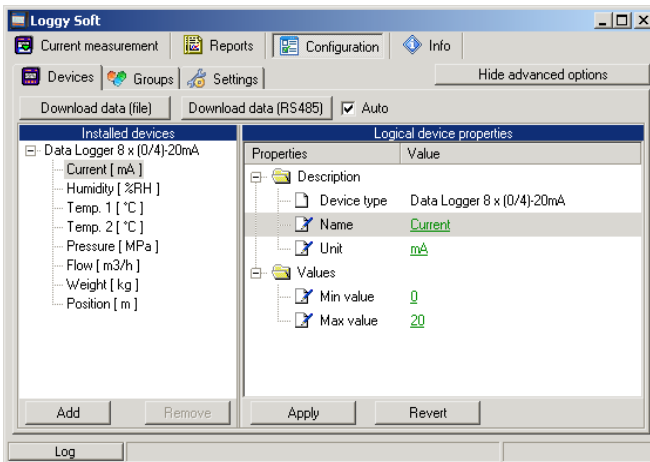 Loggy Soft
Current measurement Reports Configuration Info
Devices Groups Settings Hide advanced options
Download data (file) Download data (RS485) Auto
Installed devices
Data Logger 8 x (0/4)-20mA
Current [ mA ]
Humidity [ %RH ]
Temp. 1 [ °C ]
Temp. 2 [ °C ]
Pressure [ MPa ]
Flow [ m3/h ]
Weight [ kg ]
Position [ m ]
Add Remove
Logical device properties
Properties Value
Description
Device type Data Logger 8 x (0/4)-20mA
Name Current
Unit mA
Values
Min value 0
Max value 20
Apply Revert
Log